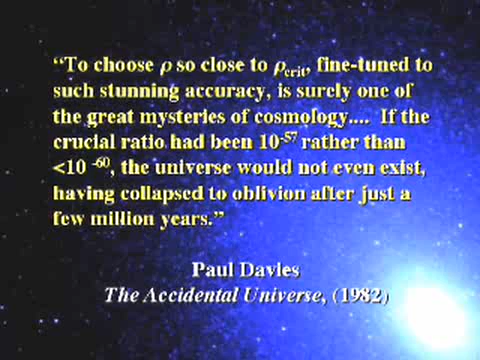 “To choose ρ so close to ρcrit, fine-tuned to
such stunning accuracy, is surely one of
the great mysteries of cosmology.... If the
crucial ratio had been 10⁻⁵⁷ rather than
<10 ⁻⁶⁰, the universe would not even exist,
having collapsed to oblivion after just a
few million years.”
Paul Davies
The Accidental Universe, (1982)